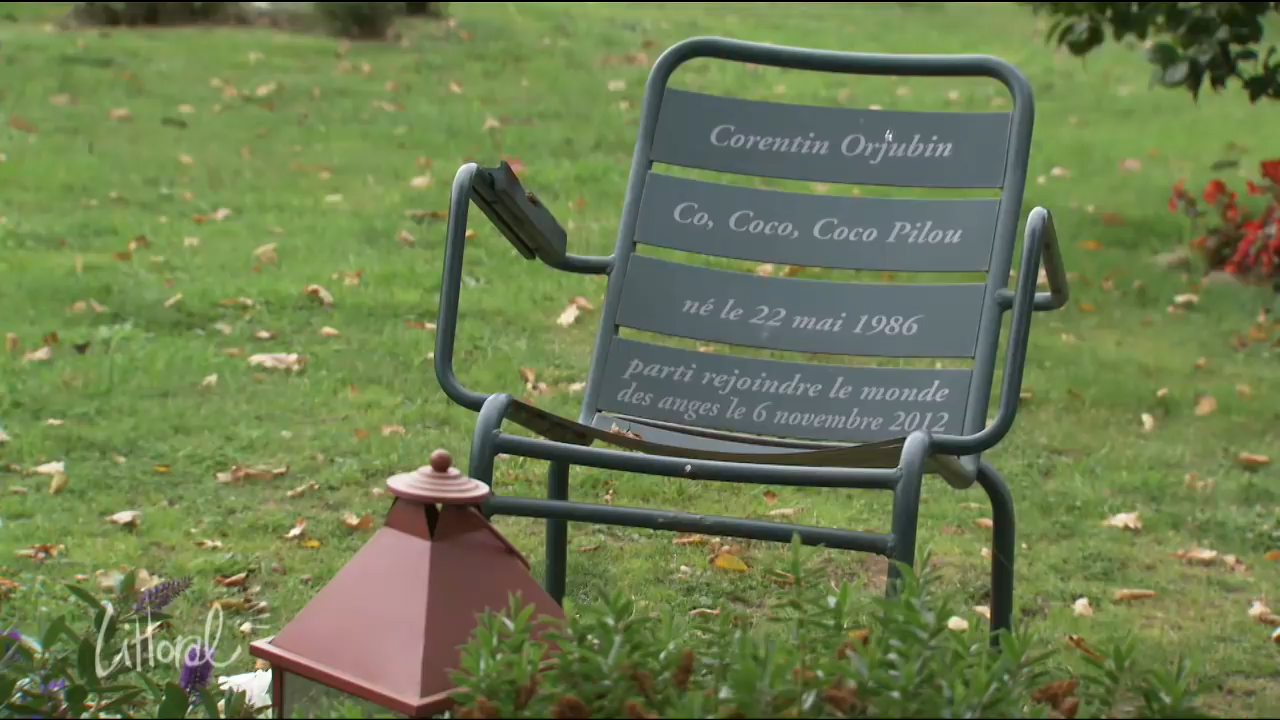 Corentin Orjubin
Co, Coco, Coco Pilou
né le 22 mai 1986
parti rejoindre le monde
des anges le 6 novembre 2012
Littoral